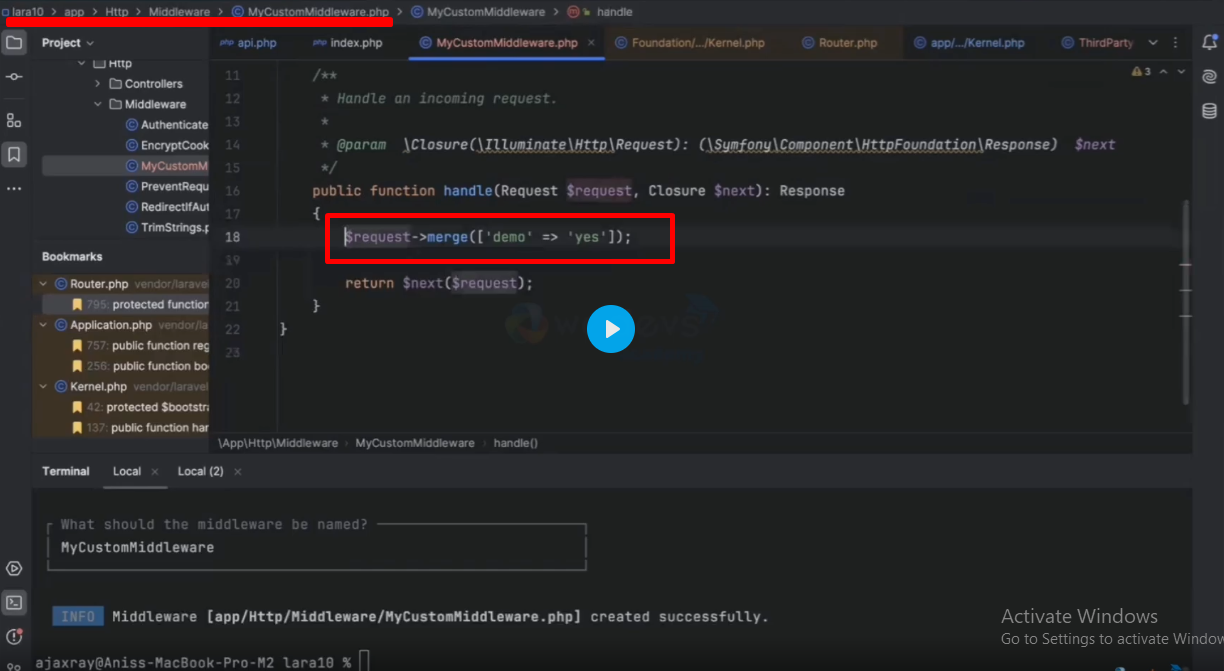 lara10 > app > Http > Middleware > MyCustomMiddleware.php > MyCustomMiddleware > handle
Project
api.php index.php MyCustomMiddleware.php × Foundation/.../Kernel.php Router.php app/.../Kernel.php ThirdParty
Http
Controllers
Middleware
Authenticate
EncryptCook
MyCustomM
PreventRequ
RedirectIfAut
TrimStrings.p
3
11 /**
12 * Handle an incoming request.
13 *
14 * @param \Closure(\Illuminate\Http\Request): (\Symfony\Component\HttpFoundation\Response) $next
15 */
16 public function handle(Request $request, Closure $next): Response
17 {
18 $request->merge(['demo' => 'yes']);
19
20 return $next($request);
21 }
22 }
23
Bookmarks
Router.php vendor/laravel
795: protected function
Application.php vendor/la
757: public function reg
256: public function bo
Kernel.php vendor/laravel
42: protected $bootstra
137: public function har
\App\Http\Middleware > MyCustomMiddleware > handle()
Terminal Local × Local (2) ×
What should the middleware be named?
MyCustomMiddleware
INFO Middleware [app/Http/Middleware/MyCustomMiddleware.php] created successfully.
ajaxray@Aniss-MacBook-Pro-M2 lara10 %
Activate Windows
Go to Settings to activate Window